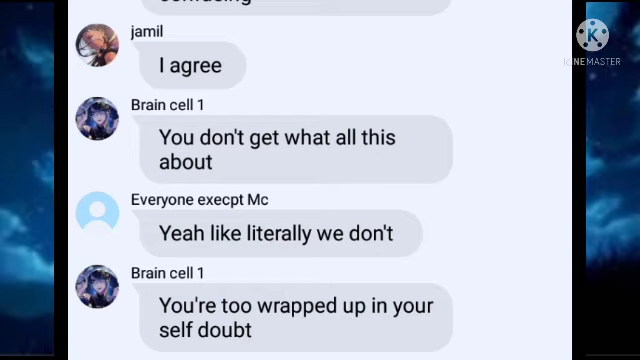 jamil
I agree
Brain cell 1
You don't get what all this
about
Everyone execpt Mc
Yeah like literally we don't
Brain cell 1
You're too wrapped up in your
self doubt
K
KINEMASTER